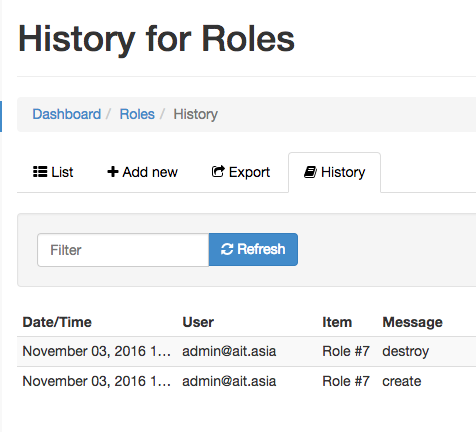 History for Roles
Dashboard / Roles / History
List Add new Export History
Filter Refresh
Date/Time User Item Message
November 03, 2016 1... admin@ait.asia Role #7 destroy
November 03, 2016 1... admin@ait.asia Role #7 create